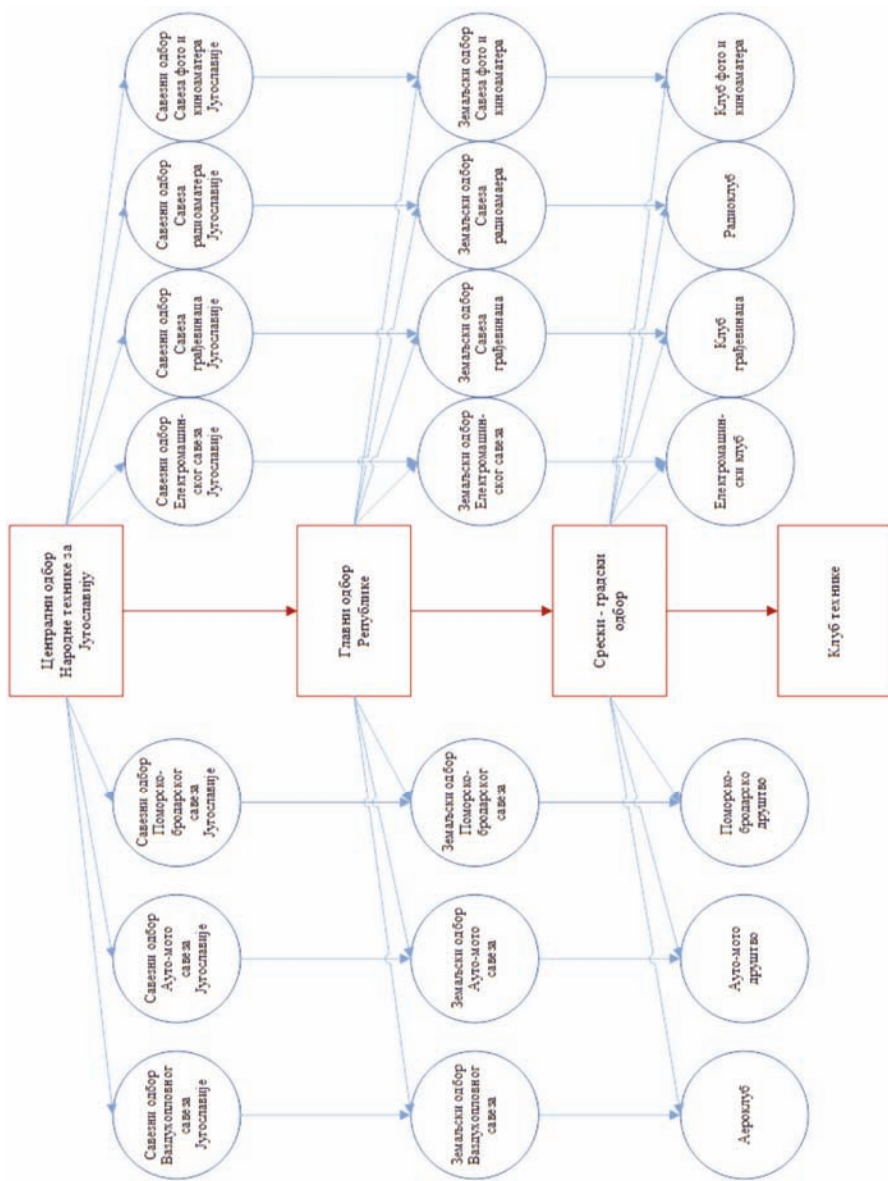 Централни одбор
Народне технике за
Југославију
Савезни одбор
Ваздухопловног
савеза
Југославије
Савезни одбор
Ауто-мото
савеза
Југославије
Савезни одбор
Поморско-
бродарског
савеза
Југославије
Савезни одбор
Електромашин-
ског савеза
Југославије
Савезни одбор
Савеза
грађевинаца
Југославије
Савезни одбор
Савеза
радиоаматера
Југославије
Савезни одбор
Савеза фото и
киноаматера
Југославије
Главни одбор
Републике
Земаљски одбор
Ваздухопловног
савеза
Земаљски одбор
Ауто-мото
савеза
Земаљски одбор
Поморско-
бродарског
савеза
Земаљски одбор
Електромашин-
ског савеза
Земаљски одбор
Савеза
грађевинаца
Земаљски одбор
Савеза
радиоамаера
Земаљски одбор
Савеза фото и
киноаматера
Срески - градски
одбор
Аероклуб
Ауто-мото
друштво
Поморско-
бродарско
друштво
Електромашин-
ски клуб
Клуб
грађевинаца
Радиоклуб
Клуб фото и
киноаматера
Клуб технике